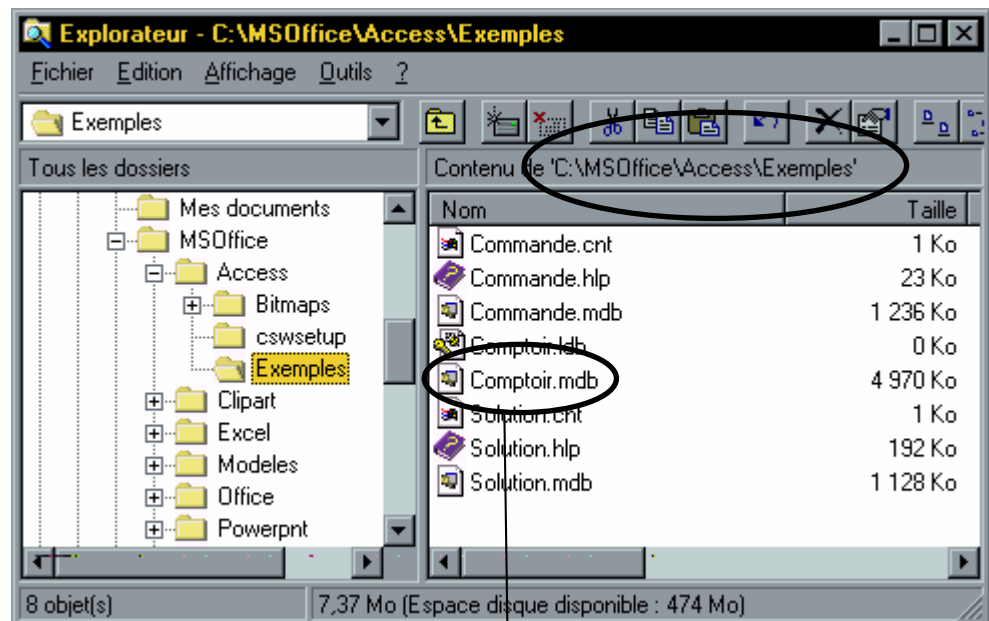 Explorateur - C:\MSOffice\Access\Exemples
Fichier Edition Affichage Outils ?
Exemples
Tous les dossiers
Contenu de 'C:\MSOffice\Access\Exemples'
Mes documents
MSOffice
Access
Bitmaps
cswsetup
Exemples
Clipart
Excel
Modeles
Office
Powerpnt
Nom Taille
Commande.cnt 1 Ko
Commande.hlp 23 Ko
Commande.mdb 1 236 Ko
Comptoir.ldb 0 Ko
Comptoir.mdb 4 970 Ko
Solution.cnt 1 Ko
Solution.hlp 192 Ko
Solution.mdb 1 128 Ko
8 objet(s) 7,37 Mo (Espace disque disponible : 474 Mo)